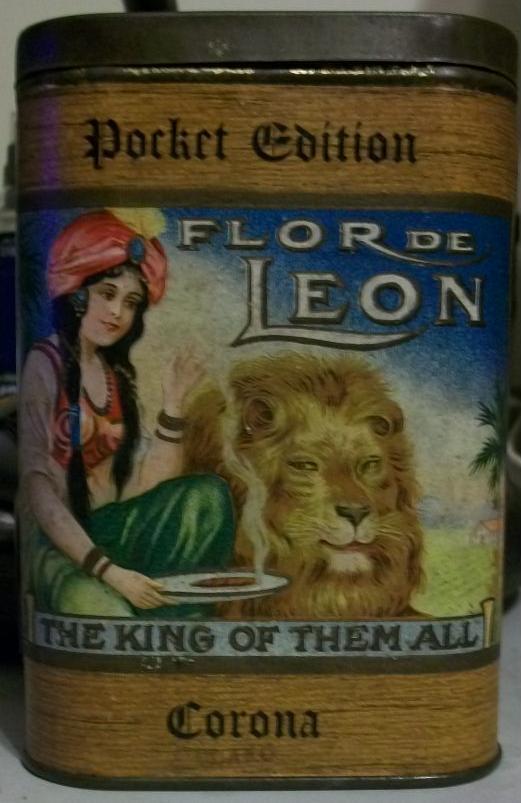 Pocket Edition
FLOR DE
LEON
THE KING OF THEM ALL
Corona